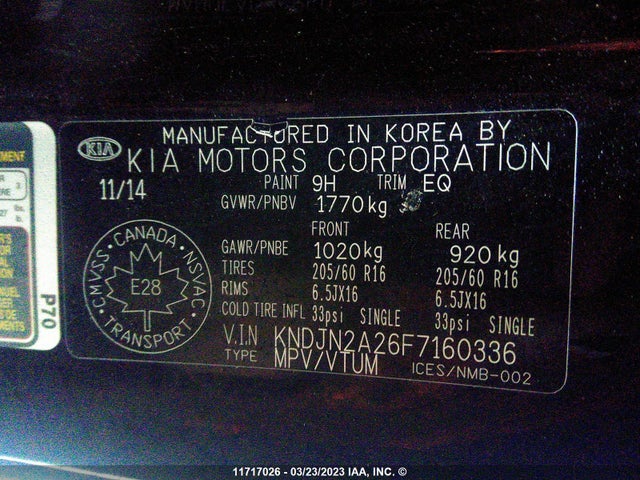 MANUFACTURED IN KOREA BY
KIA KIA MOTORS CORPORATION
11/14 PAINT 9H TRIM EQ
GVWR/PNBV 1770kg
FRONT REAR
GAWR/PNBE 1020kg 920kg
TIRES 205/60 R16 205/60 R16
RIMS 6.5JX16 6.5JX16
COLD TIRE INFL 33psi SINGLE 33psi SINGLE
V.I.N KNDJN2A26F7160336
TYPE MPV/VTUM ICES/NMB-002
CANADA
CMVSS NSVAC
E28
TRANSPORT
P70
11717026 - 03/23/2023 IAA, INC. ©